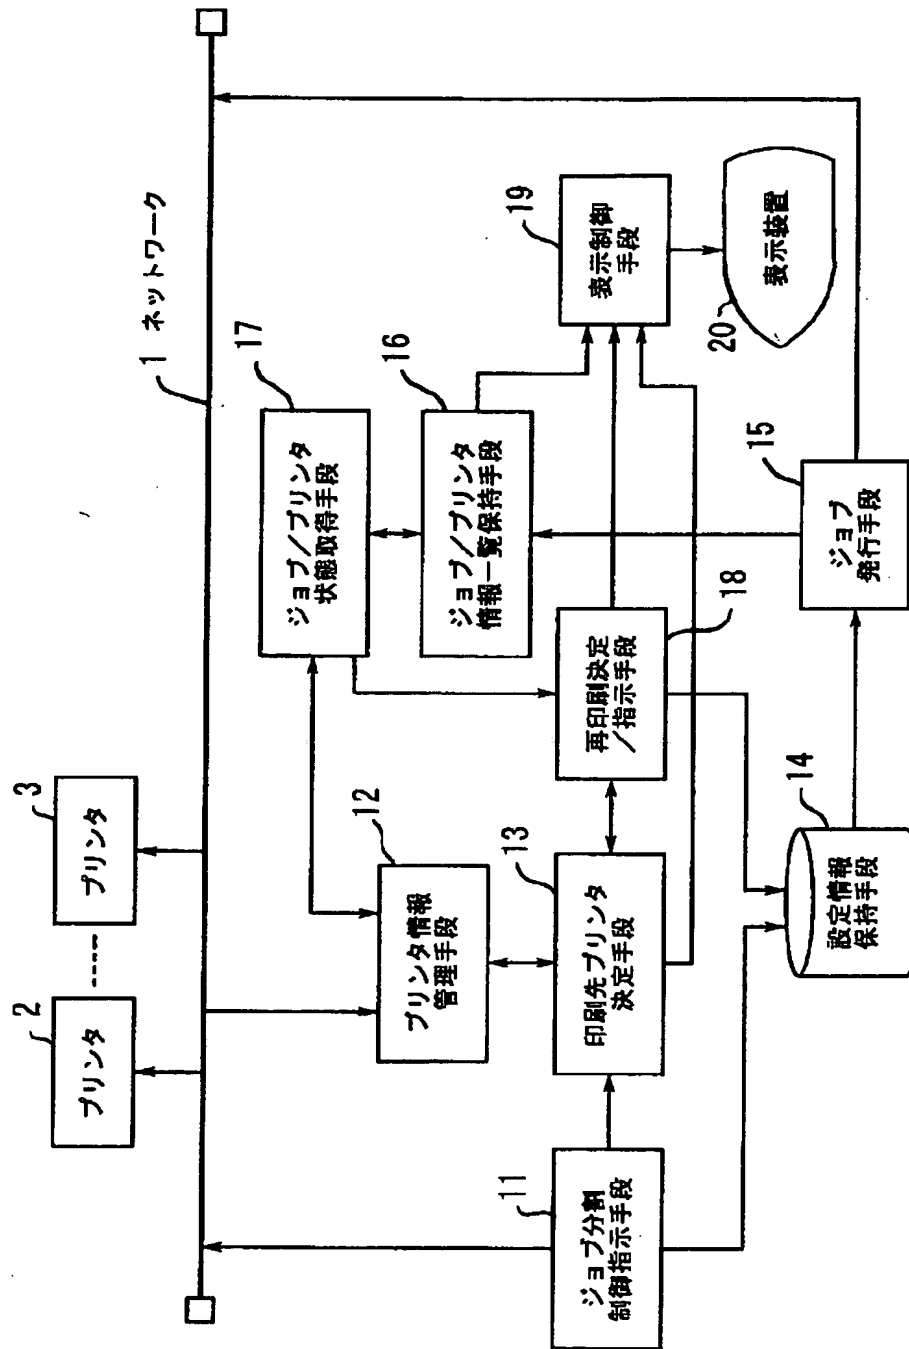 1 ネットワーク
2
プリンタ
3
プリンタ
17
ジョブ/プリンタ
状態取得手段
16
ジョブ/プリンタ
情報一覧保持手段
12
プリンタ情報
管理手段
13
印刷先プリンタ
決定手段
11
ジョブ分割
制御指示手段
18
再印刷決定
/指示手段
19
表示制御
手段
20
表示装置
14
設定情報
保持手段
15
ジョブ
発行手段